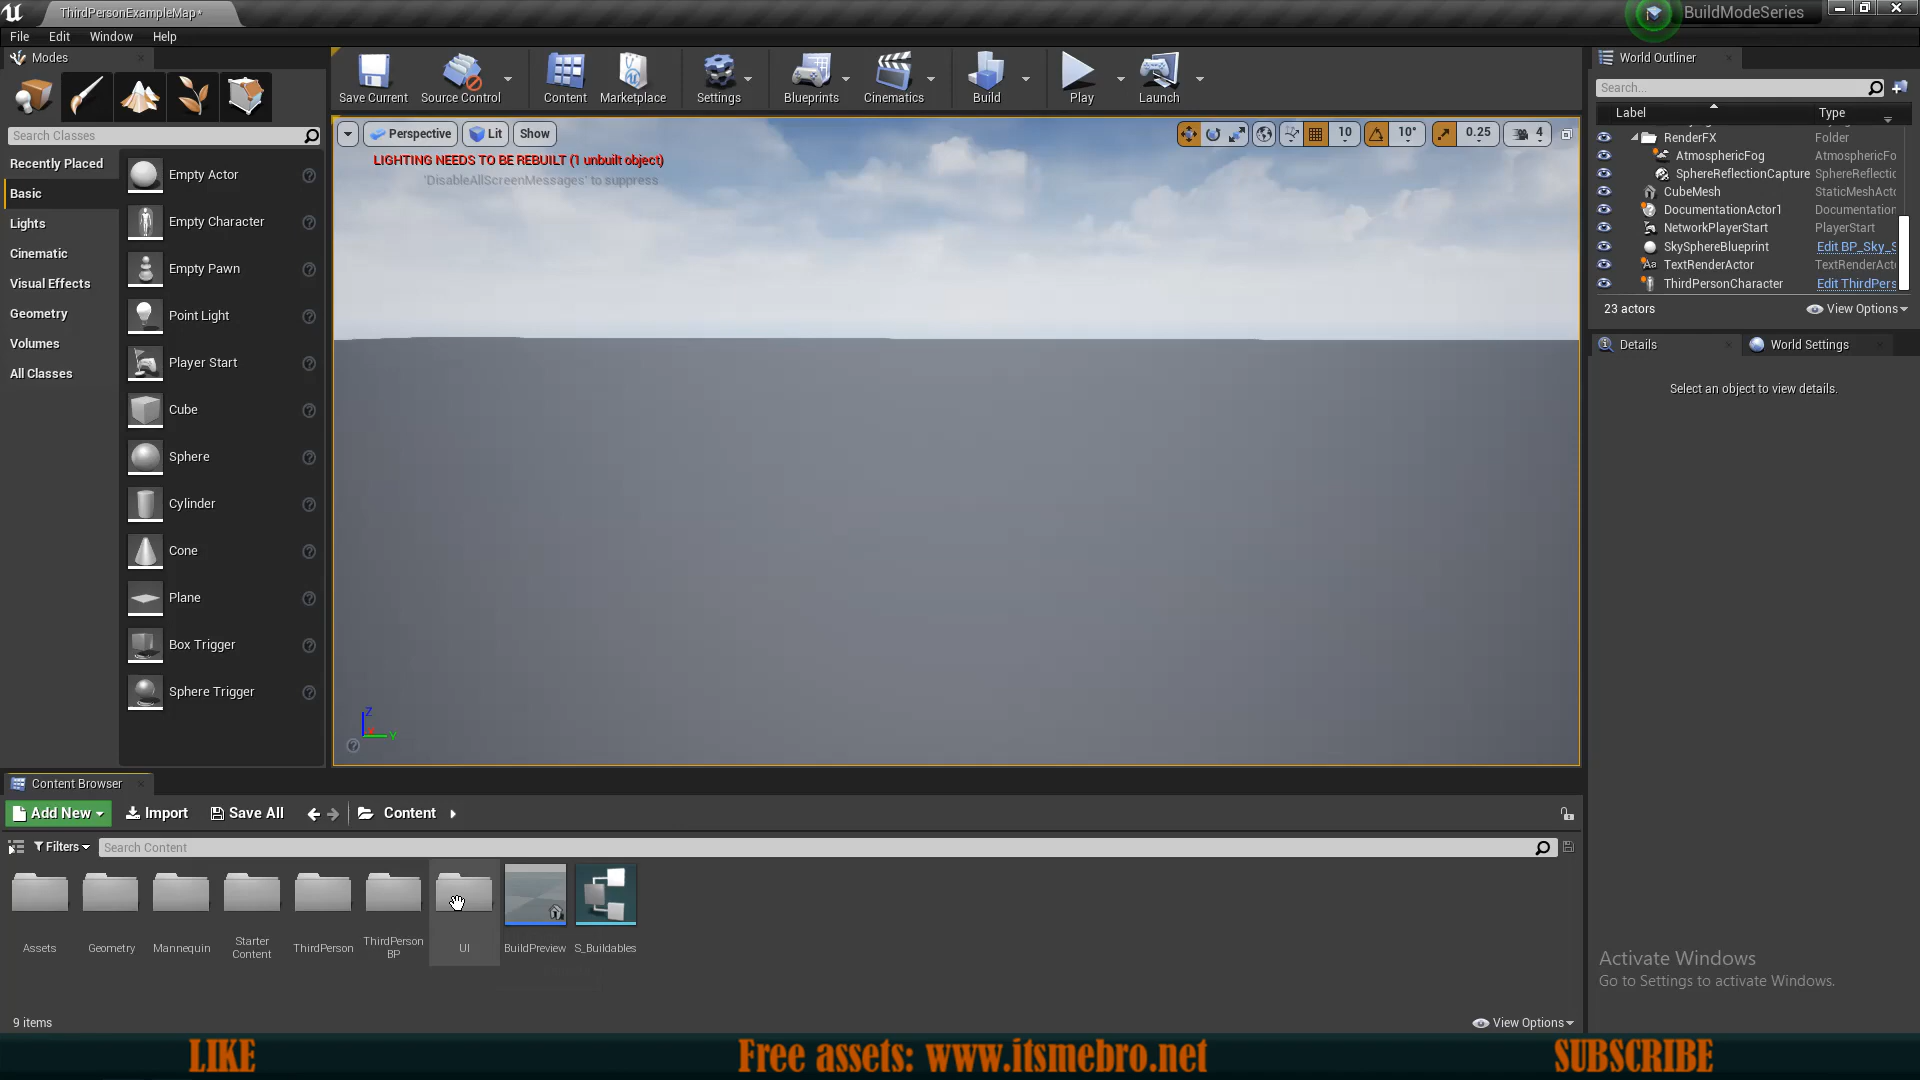 ThirdPersonExampleMap*
BuildModeSeries
File Edit Window Help
Modes
Save Current Source Control Content Marketplace Settings Blueprints Cinematics Build Play Launch
World Outliner
Search...
Label Type
Search Classes
Perspective Lit Show 10 10° 0.25 4
LIGHTING NEEDS TO BE REBUILT (1 unbuilt object)
'DisableAllScreenMessages' to suppress
Recently Placed
Basic
Lights
Cinematic
Visual Effects
Geometry
Volumes
All Classes
Empty Actor
Empty Character
Empty Pawn
Point Light
Player Start
Cube
Sphere
Cylinder
Cone
Plane
Box Trigger
Sphere Trigger
RenderFX Folder
AtmosphericFog AtmosphericFo
SphereReflectionCapture SphereReflectic
CubeMesh StaticMeshActo
DocumentationActor1 Documentation
NetworkPlayerStart PlayerStart
SkySphereBlueprint Edit BP_Sky_S
TextRenderActor TextRenderActo
ThirdPersonCharacter Edit ThirdPers
23 actors View Options
Details World Settings
Select an object to view details.
Z
Y
Content Browser
Add New Import Save All Content
Filters Search Content
Assets
Geometry
Mannequin
Starter
Content
ThirdPerson
ThirdPerson
BP
UI
BuildPreview
S_Buildables
9 items View Options
Activate Windows
Go to Settings to activate Windows.
LIKE Free assets: www.itsmebro.net SUBSCRIBE